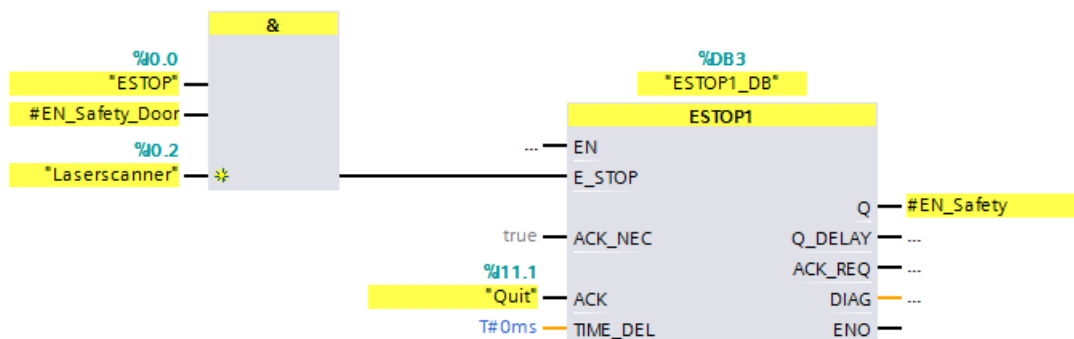 &
%I0.0
"ESTOP"
#EN_Safety_Door
%I0.2
"Laserscanner"
%DB3
"ESTOP1_DB"
ESTOP1
... EN
E_STOP
Q #EN_Safety
true ACK_NEC Q_DELAY ...
ACK_REQ ...
%I11.1
"Quit" ACK DIAG ...
T#0ms TIME_DEL ENO